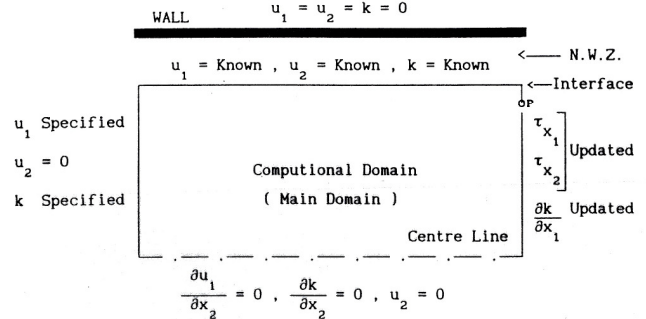 u₁ = u₂ = k = 0
WALL
N.W.Z.
u₁ = Known , u₂ = Known , k = Known
Interface
P
u₁ Specified
u₂ = 0
k Specified
Computional Domain
( Main Domain )
τₓ₁
τₓ₂
Updated
∂k/∂x₁ Updated
Centre Line
∂u₁/∂x₂ = 0 , ∂k/∂x₂ = 0 , u₂ = 0